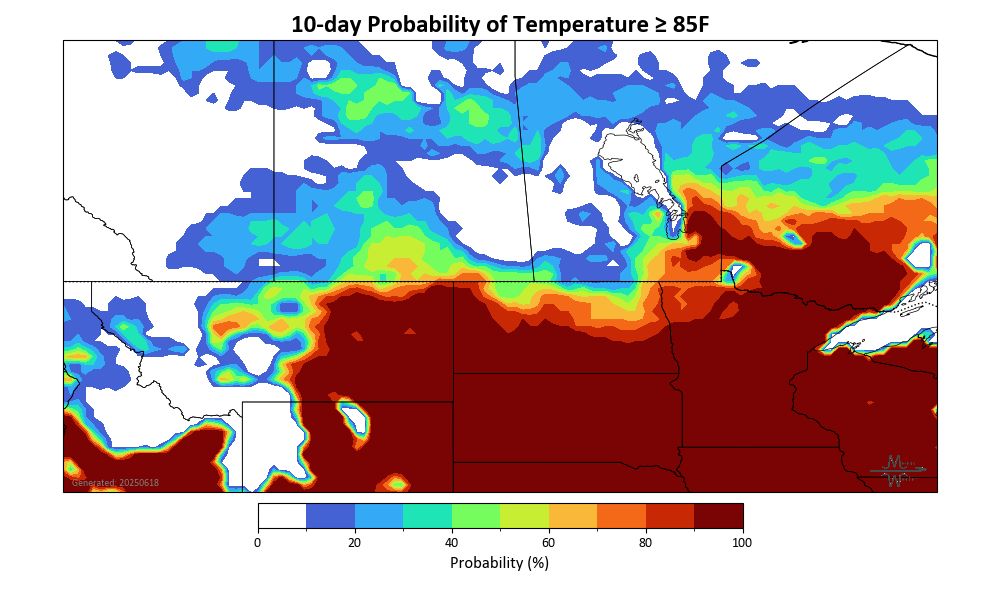 10-day Probability of Temperature ≥ 85F
Generated: 20250618
0 20 40 60 80 100
Probability (%)